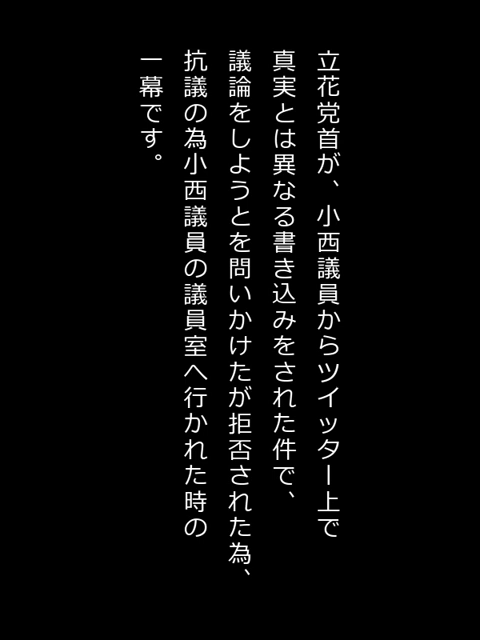 立花党首が、小西議員からツイッター上で
真実とは異なる書き込みをされた件で、
議論をしようとを問いかけたが拒否された為、
抗議の為小西議員の議員室へ行かれた時の
一幕です。